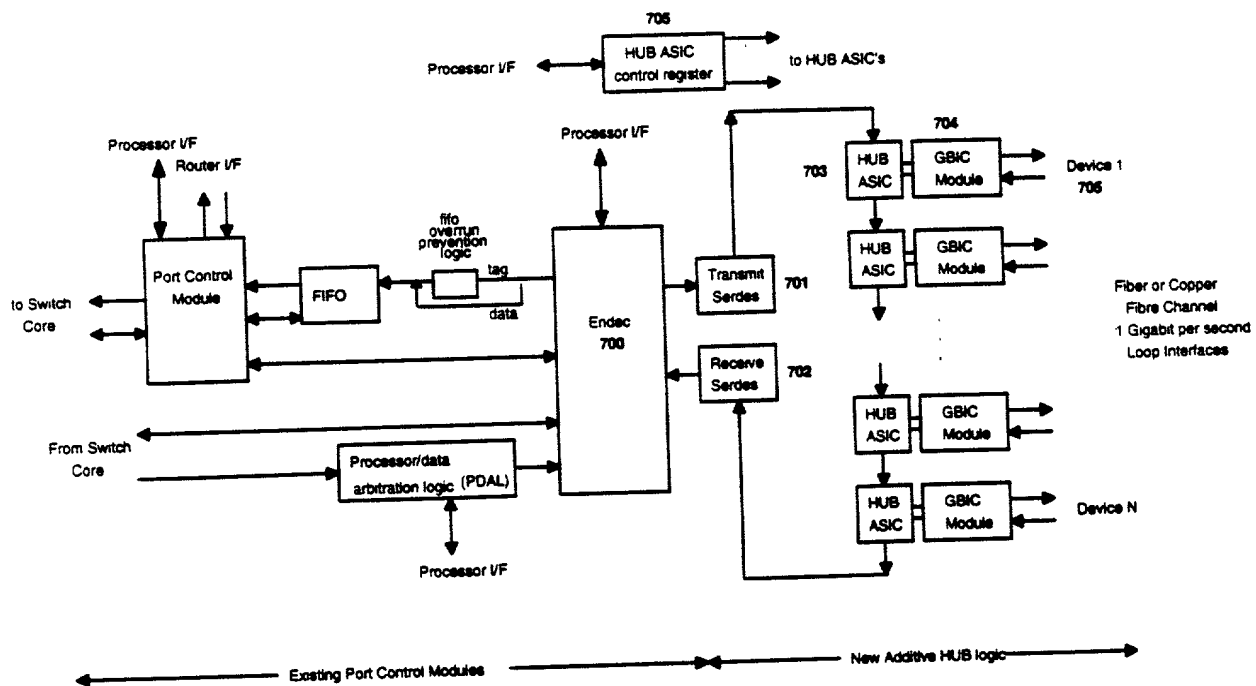 705
HUB ASIC
control register
Processor I/F
to HUB ASIC's
Processor I/F
Router I/F
Processor I/F
704
703
HUB
ASIC
GBIC
Module
Device 1
705
fifo
overrun
prevention
logic
tag
data
Port Control
Module
FIFO
to Switch
Core
Endec
700
Transmit
Serdes
701
HUB
ASIC
GBIC
Module
Fiber or Copper
Fibre Channel
1 Gigabit per second
Loop Interfaces
Receive
Serdes
702
HUB
ASIC
GBIC
Module
From Switch
Core
Processor/data
arbitration logic (PDAL)
HUB
ASIC
GBIC
Module
Device N
Processor I/F
Existing Port Control Modules
New Additive HUB logic